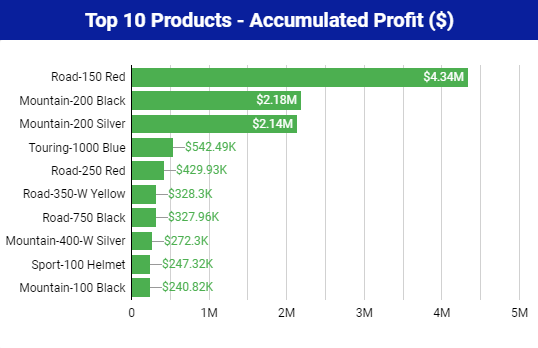 Top 10 Products - Accumulated Profit ($)
Road-150 Red $4.34M
Mountain-200 Black $2.18M
Mountain-200 Silver $2.14M
Touring-1000 Blue $542.49K
Road-250 Red $429.93K
Road-350-W Yellow $328.3K
Road-750 Black $327.96K
Mountain-400-W Silver $272.3K
Sport-100 Helmet $247.32K
Mountain-100 Black $240.82K
0 1M 2M 3M 4M 5M